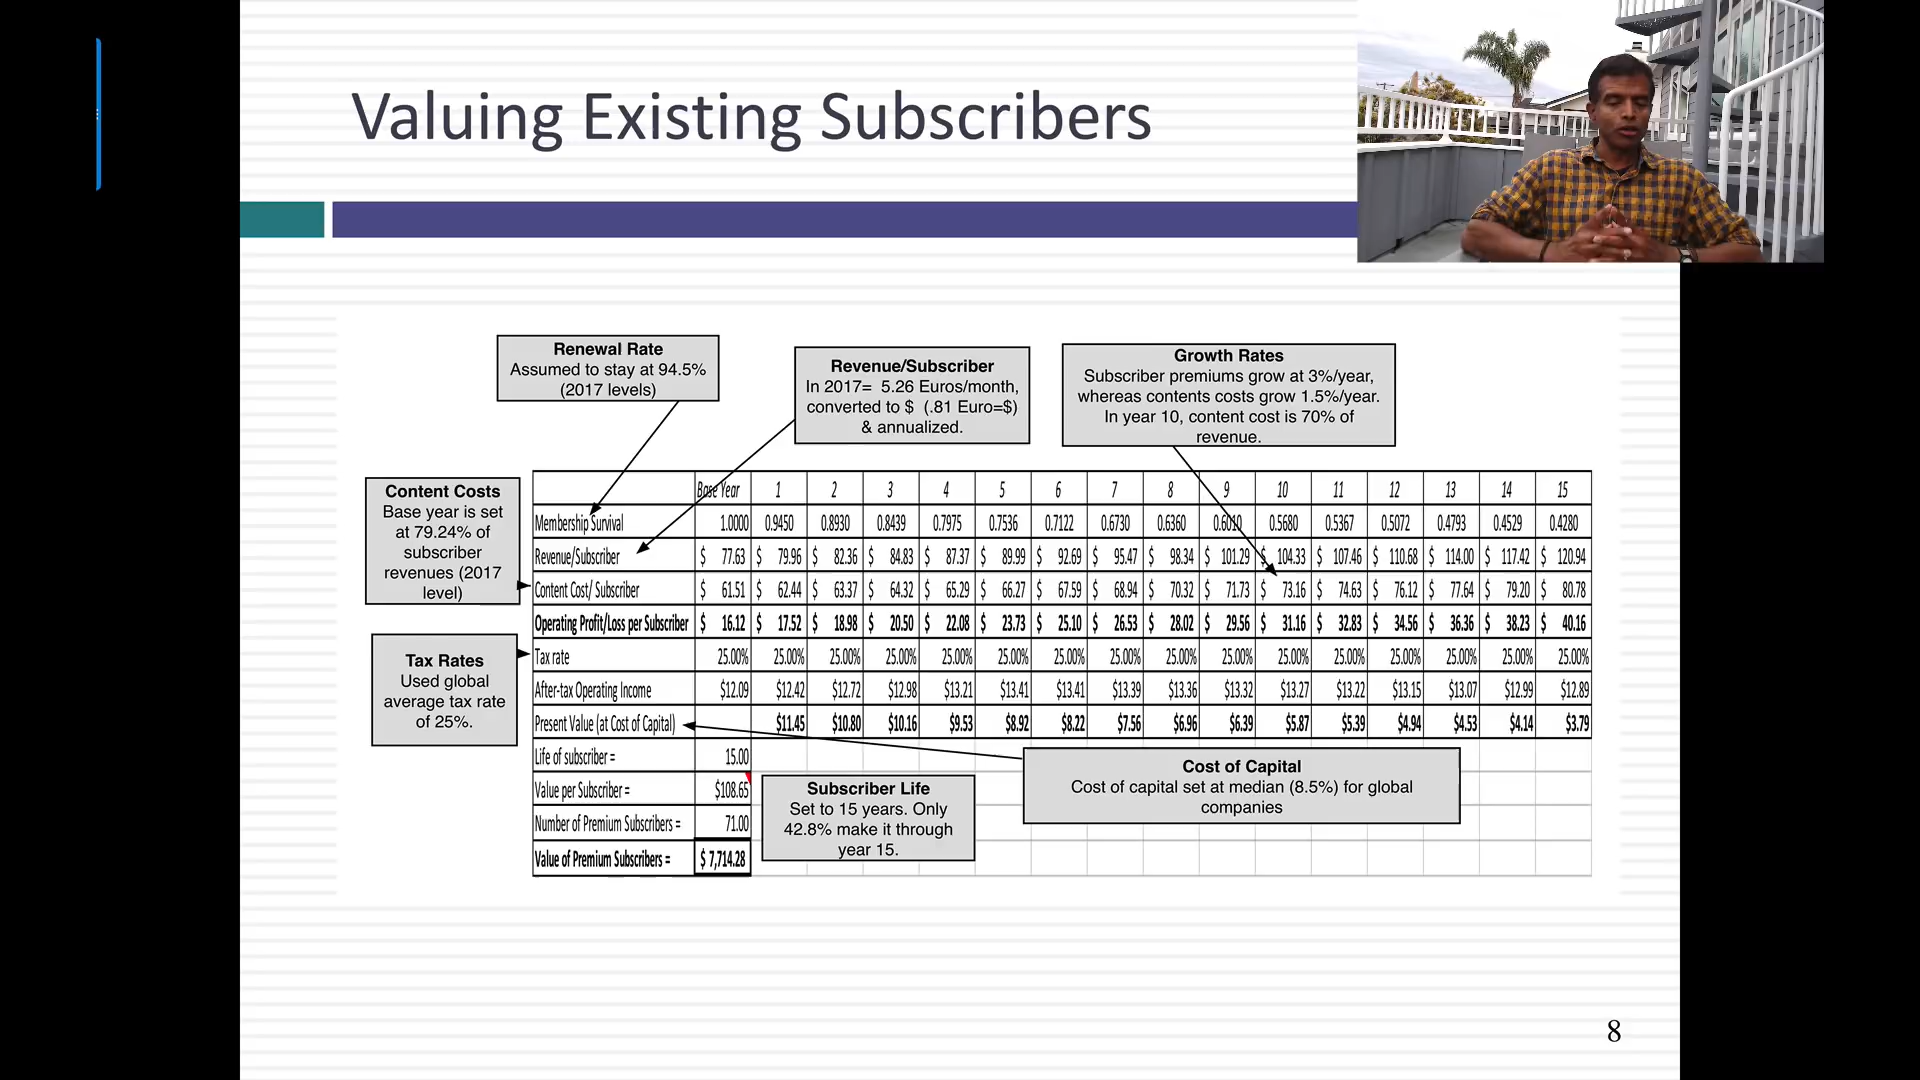 Valuing Existing Subscribers
Renewal Rate
Assumed to stay at 94.5%
(2017 levels)
Revenue/Subscriber
In 2017= 5.26 Euros/month,
converted to $ (.81 Euro=$)
& annualized.
Growth Rates
Subscriber premiums grow at 3%/year,
whereas contents costs grow 1.5%/year.
In year 10, content cost is 70% of
revenue.
Content Costs
Base year is set
at 79.24% of
subscriber
revenues (2017
level)
Tax Rates
Used global
average tax rate
of 25%.
Base Year 1 2 3 4 5 6 7 8 9 10 11 12 13 14 15
Membership Survival 1.0000 0.9450 0.8930 0.8439 0.7975 0.7536 0.7122 0.6730 0.6360 0.6010 0.5680 0.5367 0.5072 0.4793 0.4529 0.4280
Revenue/Subscriber $ 77.63 $ 79.96 $ 82.36 $ 84.83 $ 87.37 $ 89.99 $ 92.69 $ 95.47 $ 98.34 $ 101.29 $ 104.33 $ 107.46 $ 110.68 $ 114.00 $ 117.42 $ 120.94
Content Cost/ Subscriber $ 61.51 $ 62.44 $ 63.37 $ 64.32 $ 65.29 $ 66.27 $ 67.59 $ 68.94 $ 70.32 $ 71.73 $ 73.16 $ 74.63 $ 76.12 $ 77.64 $ 79.20 $ 80.78
Operating Profit/Loss per Subscriber $ 16.12 $ 17.52 $ 18.98 $ 20.50 $ 22.08 $ 23.73 $ 25.10 $ 26.53 $ 28.02 $ 29.56 $ 31.16 $ 32.83 $ 34.56 $ 36.36 $ 38.23 $ 40.16
Tax rate 25.00% 25.00% 25.00% 25.00% 25.00% 25.00% 25.00% 25.00% 25.00% 25.00% 25.00% 25.00% 25.00% 25.00% 25.00% 25.00%
After-tax Operating Income $12.09 $12.42 $12.72 $12.98 $13.21 $13.41 $13.41 $13.39 $13.36 $13.32 $13.27 $13.22 $13.15 $13.07 $12.99 $12.89
Present Value (at Cost of Capital) $11.45 $10.80 $10.16 $9.53 $8.92 $8.22 $7.56 $6.96 $6.39 $5.87 $5.39 $4.94 $4.53 $4.14 $3.79
Life of subscriber = 15.00
Value per Subscriber = $108.65
Number of Premium Subscribers = 71.00
Value of Premium Subscribers = $ 7,714.28
Subscriber Life
Set to 15 years. Only
42.8% make it through
year 15.
Cost of Capital
Cost of capital set at median (8.5%) for global
companies
8